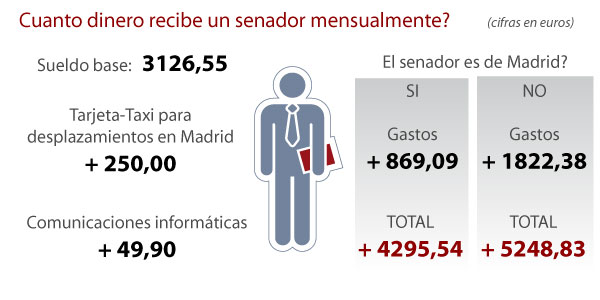 Cuanto dinero recibe un senador mensualmente?
(cifras en euros)
Sueldo base: 3126,55
Tarjeta-Taxi para
desplazamientos en Madrid
+ 250,00
Comunicaciones informáticas
+ 49,90
El senador es de Madrid?
SI
Gastos
+ 869,09
TOTAL
+ 4295,54
NO
Gastos
+ 1822,38
TOTAL
+ 5248,83